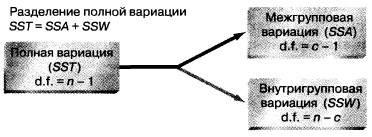 Разделение полной вариации
SST = SSA + SSW
Полная вариация
(SST)
d.f. = n – 1
Межгрупповая
вариация (SSA)
d.f. = c – 1
Внутригрупповая
вариация (SSW)
d.f. = n – c